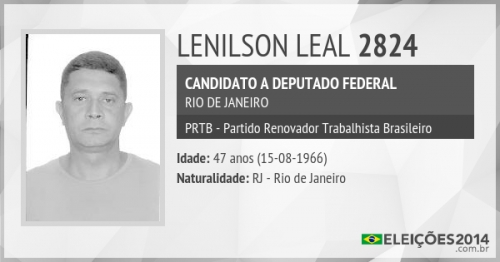 LENILSON LEAL 2824
CANDIDATO A DEPUTADO FEDERAL
RIO DE JANEIRO
PRTB - Partido Renovador Trabalhista Brasileiro
Idade: 47 anos (15-08-1966)
Naturalidade: RJ - Rio de Janeiro
ELEIÇÕES2014
.com.br